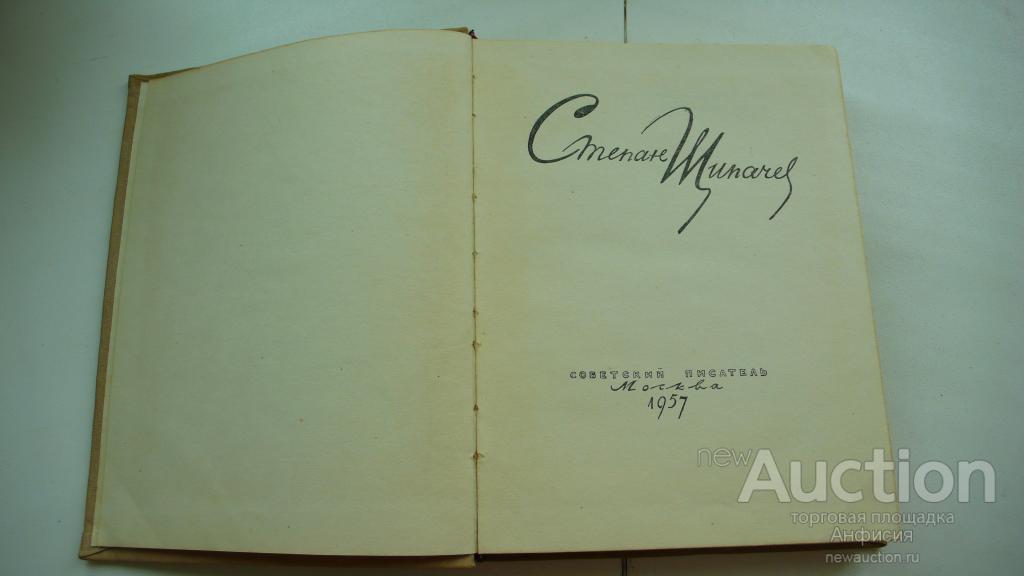 Степан Щипачев
СОВЕТСКИЙ ПИСАТЕЛЬ
Москва
1957
newAuction
торговая площадка
Анфисия
newauction.ru